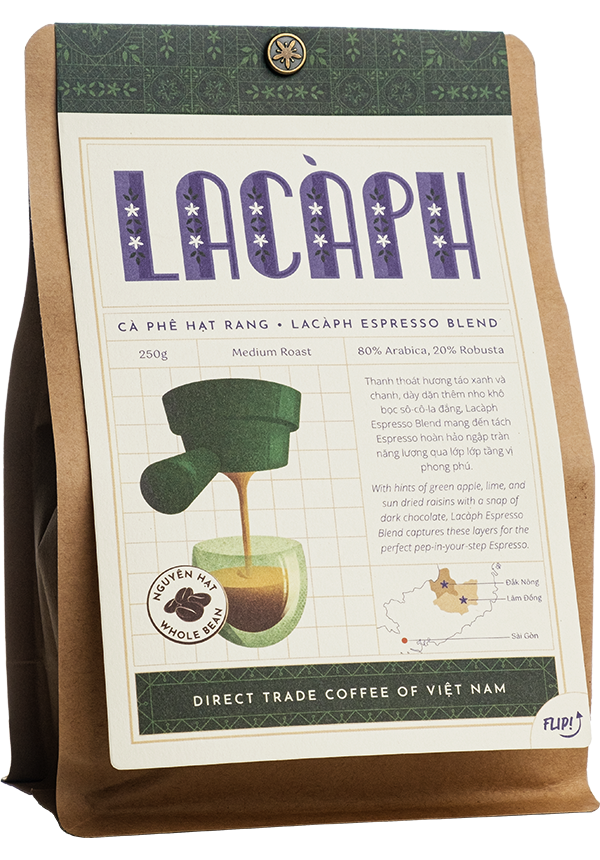 LACÀPH
CÀ PHÊ HẠT RANG • LACÀPH ESPRESSO BLEND
250g
Medium Roast
80% Arabica, 20% Robusta
Thanh thoát hương táo xanh và
chanh, dày dặn thêm nho khô
bọc sô-cô-la đắng, Lacàph
Espresso Blend mang đến tách
Espresso hoàn hảo ngập tràn
năng lượng qua lớp lớp tầng vị
phong phú.
With hints of green apple, lime, and
sun dried raisins with a snap of
dark chocolate, Lacàph Espresso
Blend captures these layers for the
perfect pep-in-your-step Espresso.
NGUYÊN HẠT
WHOLE BEAN
Đắk Nông
Lâm Đồng
Sài Gòn
DIRECT TRADE COFFEE OF VIỆT NAM
FLIP!